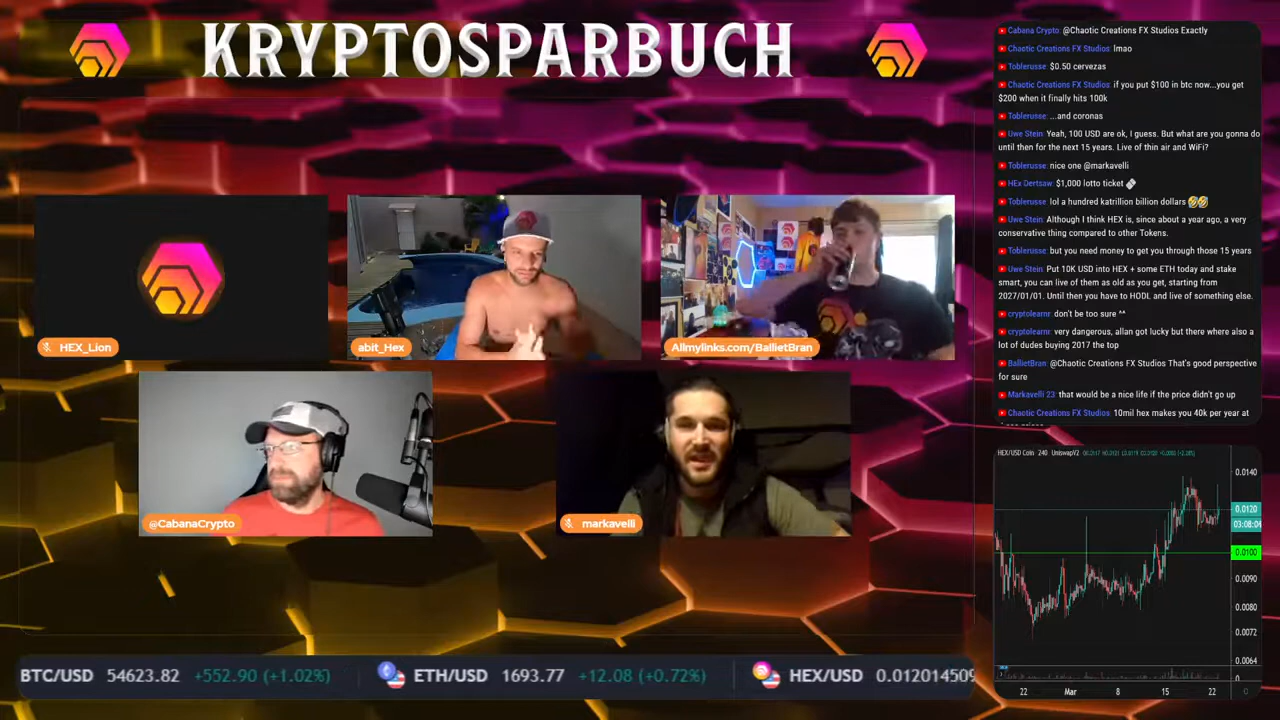 KRYPTOSPARBUCH
HEX_Lion
abit_Hex
Allmylinks.com/BallietBran
@CabanaCrypto
markavelli
BTC/USD 54623.82 +552.90 (+1.02%)
ETH/USD 1693.77 +12.08 (+0.72%)
HEX/USD 0.012014509
Cabana Crypto: @Chaotic Creations FX Studios Exactly
Chaotic Creations FX Studios: lmao
Toblerusse: $0.50 cervezas
Chaotic Creations FX Studios: if you put $100 in btc now...you get
$200 when it finally hits 100k
Toblerusse: ...and coronas
Uwe Stein: Yeah, 100 USD are ok, I guess. But what are you gonna do
until then for the next 15 years. Live of thin air and WiFi?
Toblerusse: nice one @markavelli
HEx Dertsaw: $1,000 lotto ticket
Toblerusse: lol a hundred katrillion billion dollars 🤣🤣
Uwe Stein: Although I think HEX is, since about a year ago, a very
conservative thing compared to other Tokens.
Toblerusse: but you need money to get you through those 15 years
Uwe Stein: Put 10K USD into HEX + some ETH today and stake
smart, you can live of them as old as you get, starting from
2027/01/01. Until then you have to HODL and live of something else.
cryptolearnr: don't be too sure ^^
cryptolearnr: very dangerous, allan got lucky but there where also a
lot of dudes buying 2017 the top
BallietBran: @Chaotic Creations FX Studios That's good perspective
for sure
Markavelli 23: that would be a nice life if the price didn't go up
Chaotic Creations FX Studios: 10mil hex makes you 40k per year at
HEX/USD Coin 240 UniswapV2
0.0140
0.0120
03:08:04
0.0100
0.0090
0.0080
0.0072
0.0064
0
22 Mar 8 15 22